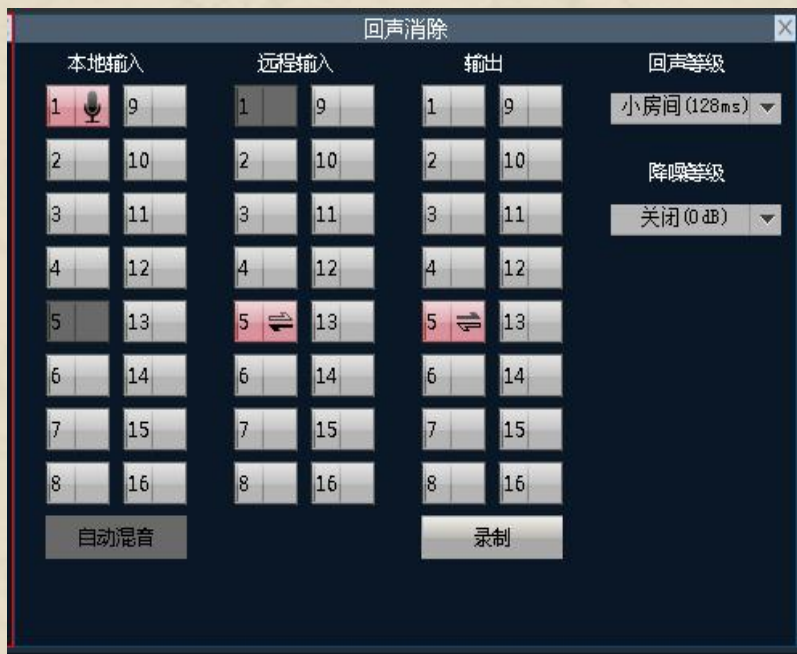 回声消除
本地输入 远程输入 输出 回声等级
1 9 1 9 1 9 小房间(128ms)
2 10 2 10 2 10 降噪等级
3 11 3 11 3 11 关闭(0dB)
4 12 4 12 4 12
5 13 5 13 5 13
6 14 6 14 6 14
7 15 7 15 7 15
8 16 8 16 8 16
自动混音 录制